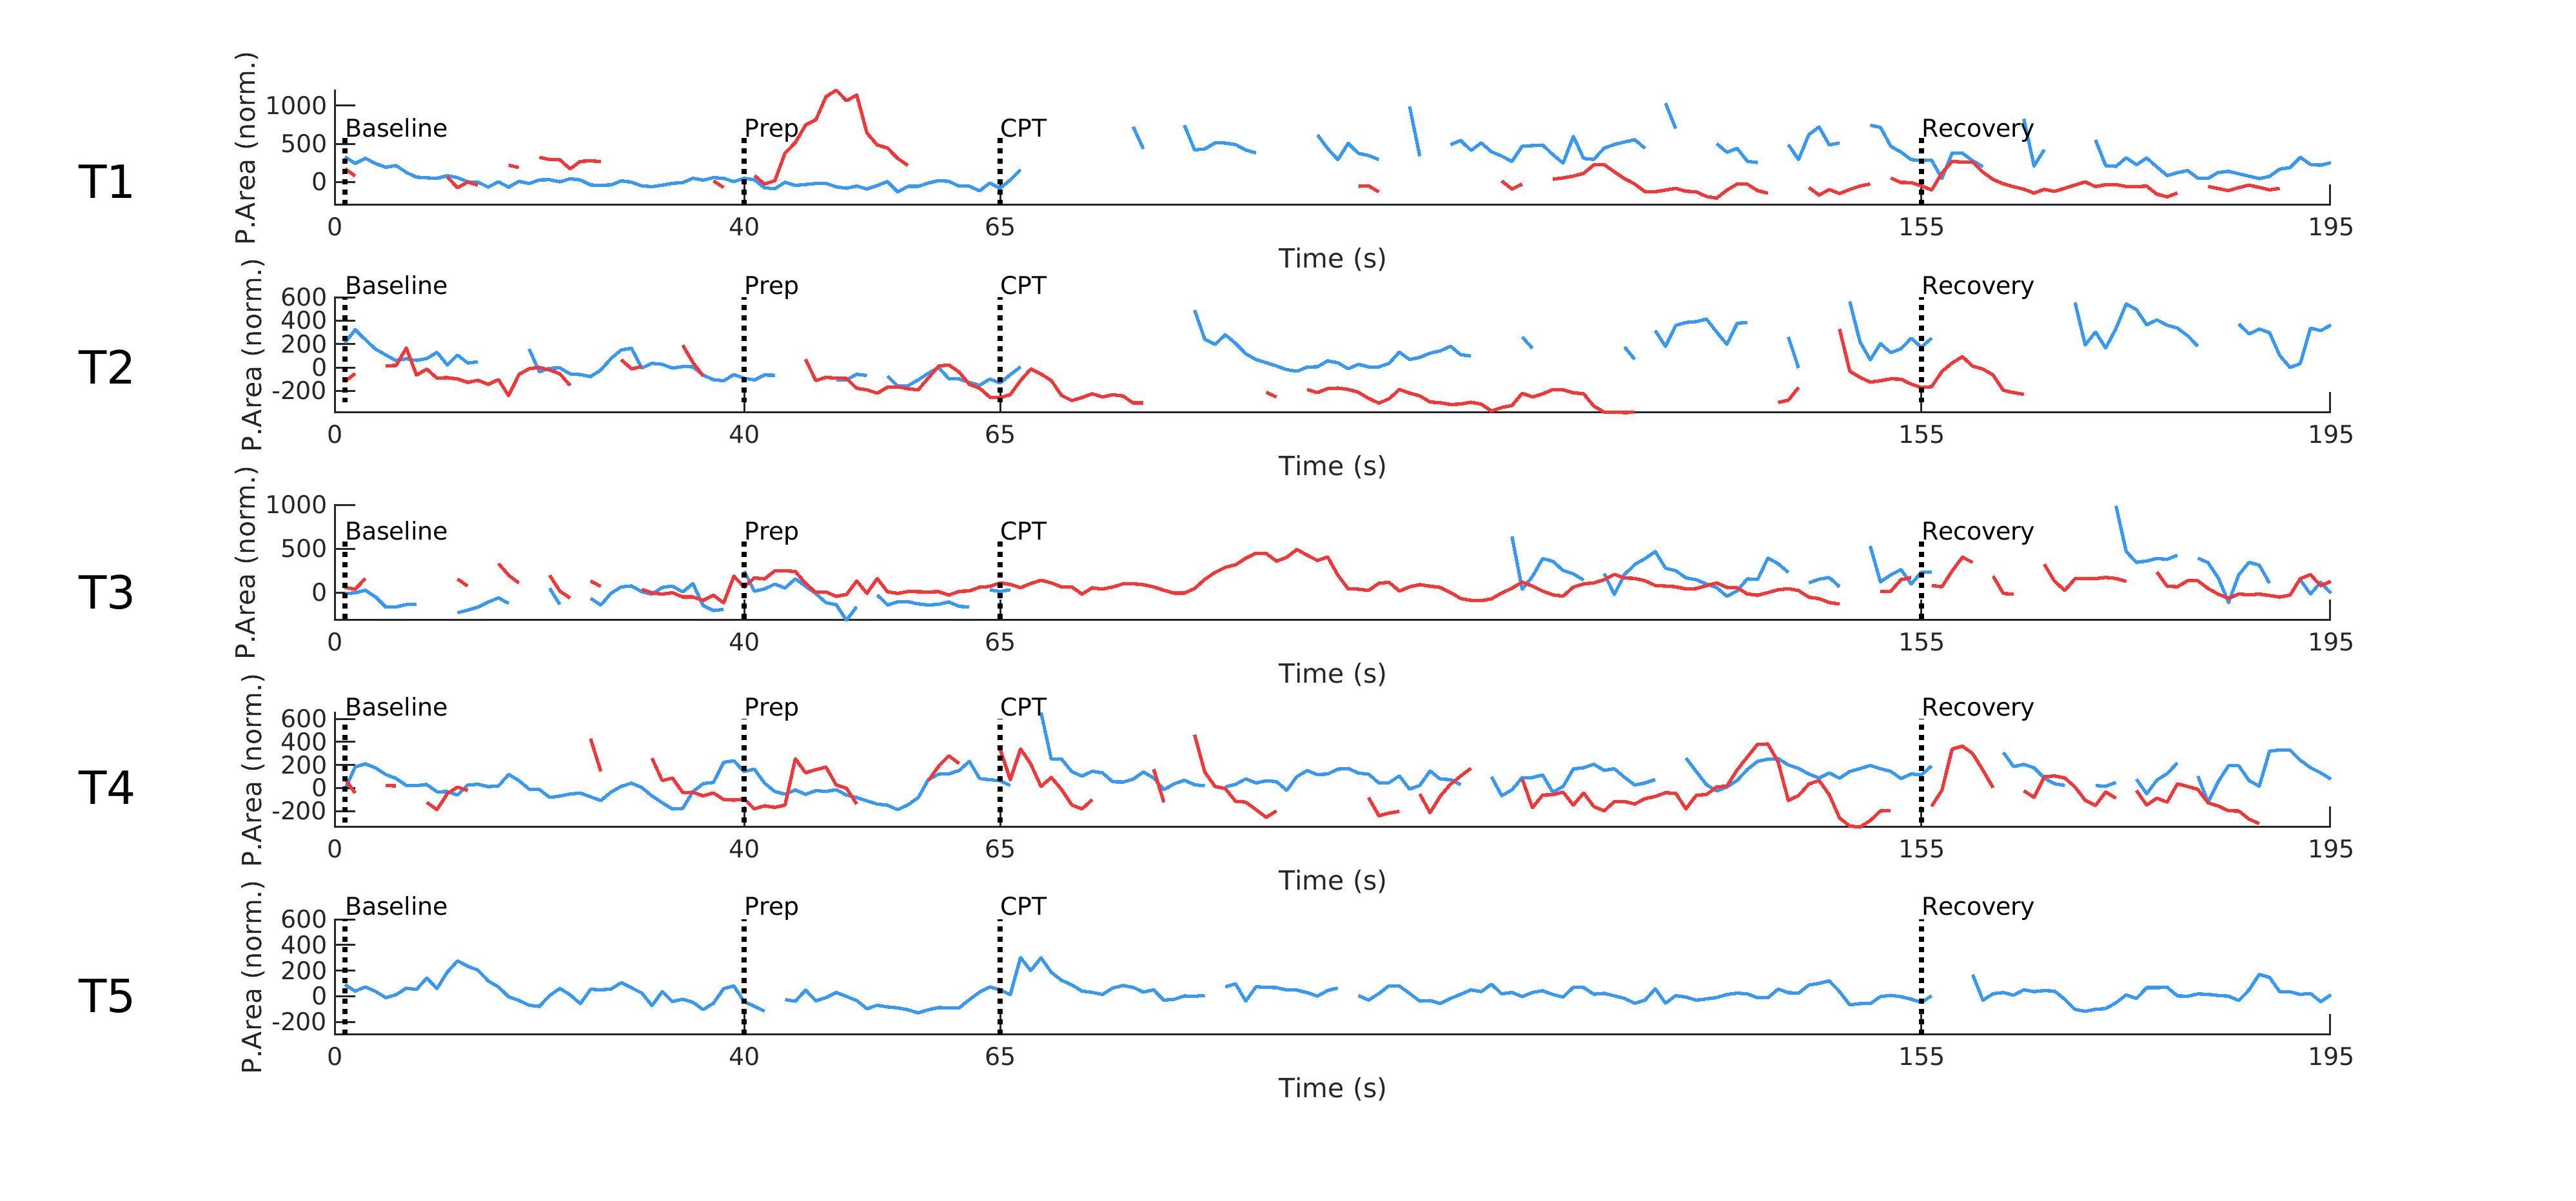 T1
P.Area (norm.)
1000
500
0
Baseline
Prep
CPT
Recovery
0
40
65
155
195
Time (s)
T2
P.Area (norm.)
600
400
200
0
-200
Baseline
Prep
CPT
Recovery
0
40
65
155
195
Time (s)
T3
P.Area (norm.)
1000
500
0
Baseline
Prep
CPT
Recovery
0
40
65
155
195
Time (s)
T4
P.Area (norm.)
600
400
200
0
-200
Baseline
Prep
CPT
Recovery
0
40
65
155
195
Time (s)
T5
P.Area (norm.)
600
400
200
0
-200
Baseline
Prep
CPT
Recovery
0
40
65
155
195
Time (s)